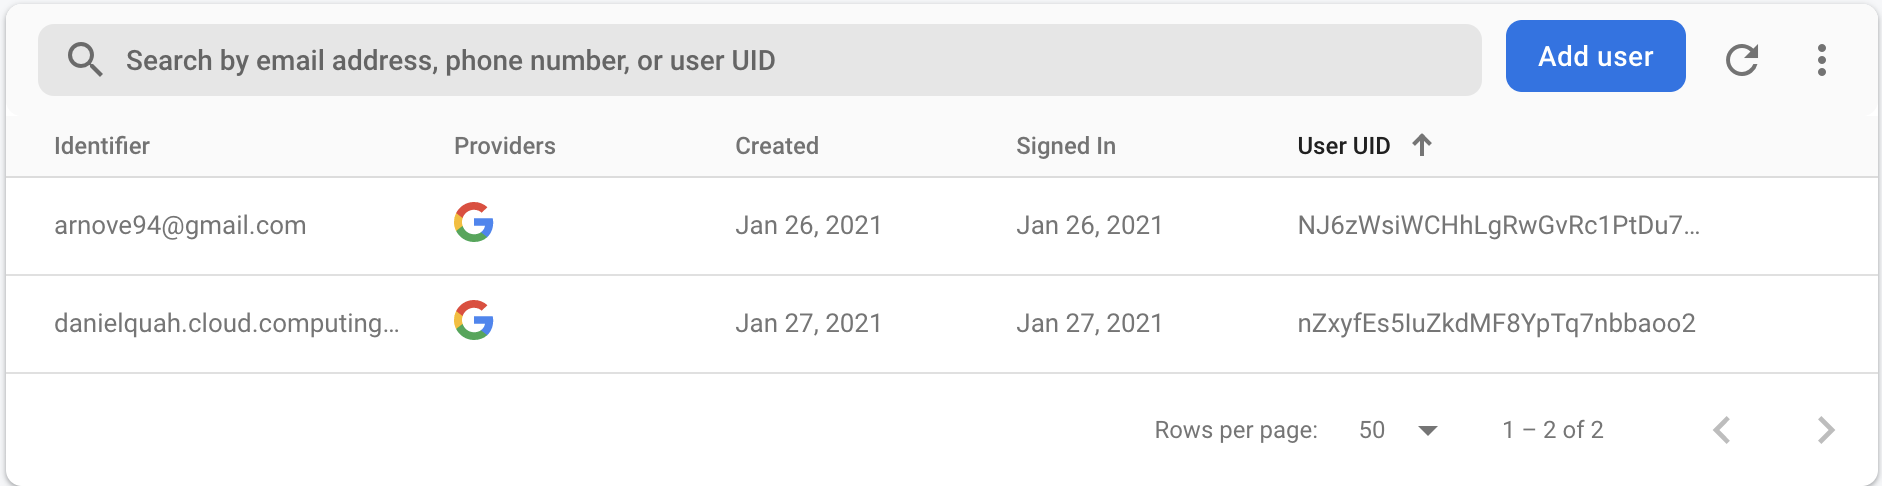 Search by email address, phone number, or user UID Add user
Identifier Providers Created Signed In User UID
arnove94@gmail.com Jan 26, 2021 Jan 26, 2021 NJ6zWsiWCHhLgRwGvRc1PtDu7...
danielquah.cloud.computing... Jan 27, 2021 Jan 27, 2021 nZxyfEs5IuZkdMF8YpTq7nbbaoo2
Rows per page: 50 1 – 2 of 2